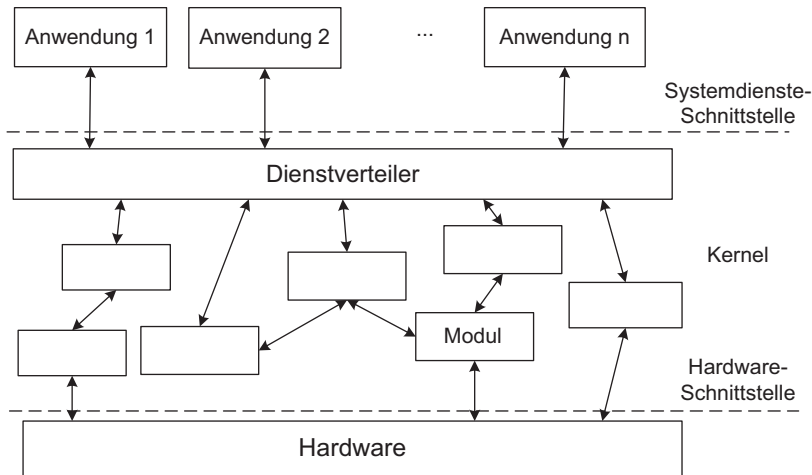 Anwendung 1
Anwendung 2
...
Anwendung n
Systemdienste-
Schnittstelle
Dienstverteiler
Kernel
Modul
Hardware-
Schnittstelle
Hardware